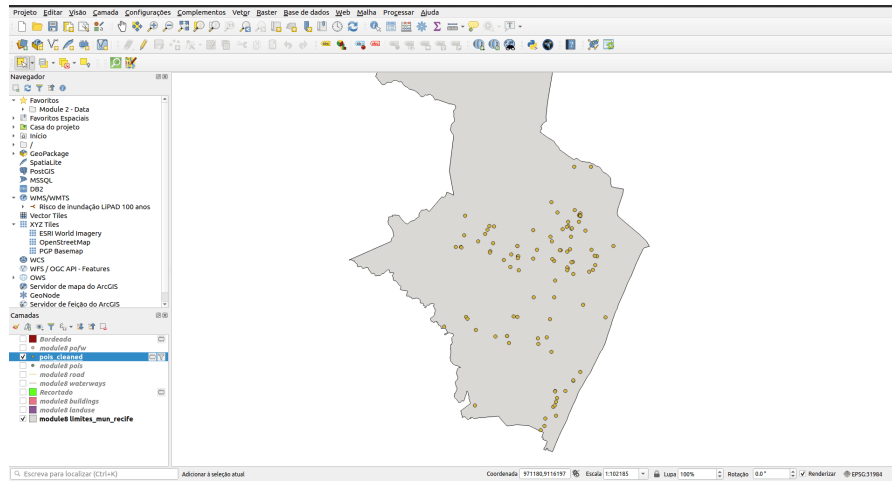 Projeto Editar Visão Camada Configurações Complementos Vetor Raster Base de dados Web Malha Processar Ajuda
Navegador
Favoritos
Module 2 - Data
Favoritos Espaciais
Casa do projeto
Início
/
GeoPackage
SpatiaLite
PostGIS
MSSQL
DB2
WMS/WMTS
Risco de inundação LiPAD 100 anos
Vector Tiles
XYZ Tiles
ESRI World Imagery
OpenStreetMap
PGP Basemap
WCS
WFS / OGC API - Features
OWS
Servidor de mapa do ArcGIS
GeoNode
Servidor de feição do ArcGIS
Camadas
Bordeada
module8 pofw
pois_cleaned
module8 pois
module8 road
module8 waterways
Recortado
module8 buildings
module8 landuse
module8 limites_mun_recife
Escreva para localizar (Ctrl+K) Adicionar à seleção atual Coordenada 971180,9116197 Escala 1:102185 Lupa 100% Rotação 0.0° Renderizar EPSG:31984